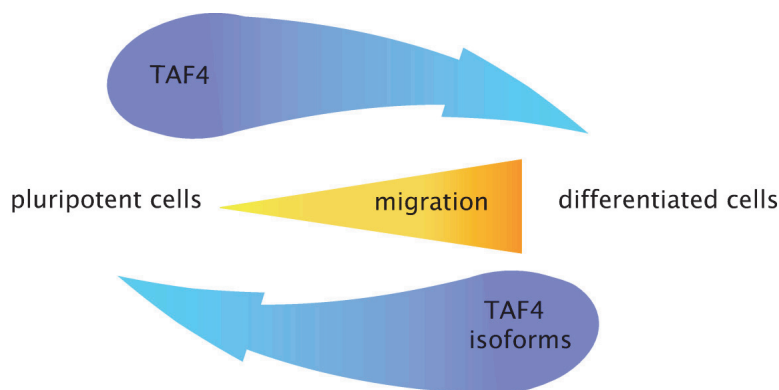 TAF4
pluripotent cells
migration
differentiated cells
TAF4
isoforms